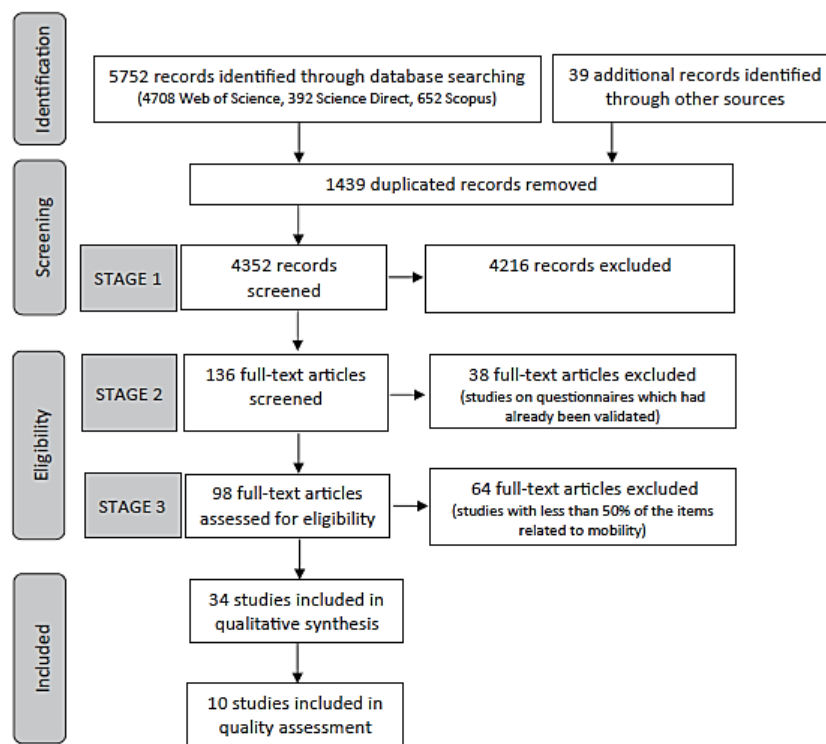 Identification
5752 records identified through database searching
(4708 Web of Science, 392 Science Direct, 652 Scopus)
39 additional records identified
through other sources
Screening
1439 duplicated records removed
STAGE 1
4352 records
screened
4216 records excluded
Eligibility
STAGE 2
136 full-text articles
screened
38 full-text articles excluded
(studies on questionnaires which had
already been validated)
STAGE 3
98 full-text articles
assessed for eligibility
64 full-text articles excluded
(studies with less than 50% of the items
related to mobility)
Included
34 studies included in
qualitative synthesis
10 studies included in
quality assessment